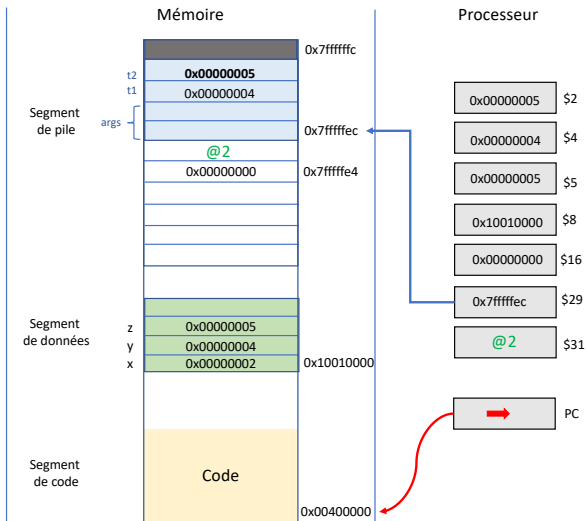 Mémoire
Processeur
0x7ffffffc
t2 0x00000005
t1 0x00000004
Segment
de pile
args
0x7fffffec
@2
0x00000000 0x7fffffe4
0x00000005 $2
0x00000004 $4
0x00000005 $5
0x10010000 $8
0x00000000 $16
0x7fffffec $29
@2 $31
PC
Segment
de données
z 0x00000005
y 0x00000004
x 0x00000002 0x10010000
Segment
de code
Code
0x00400000